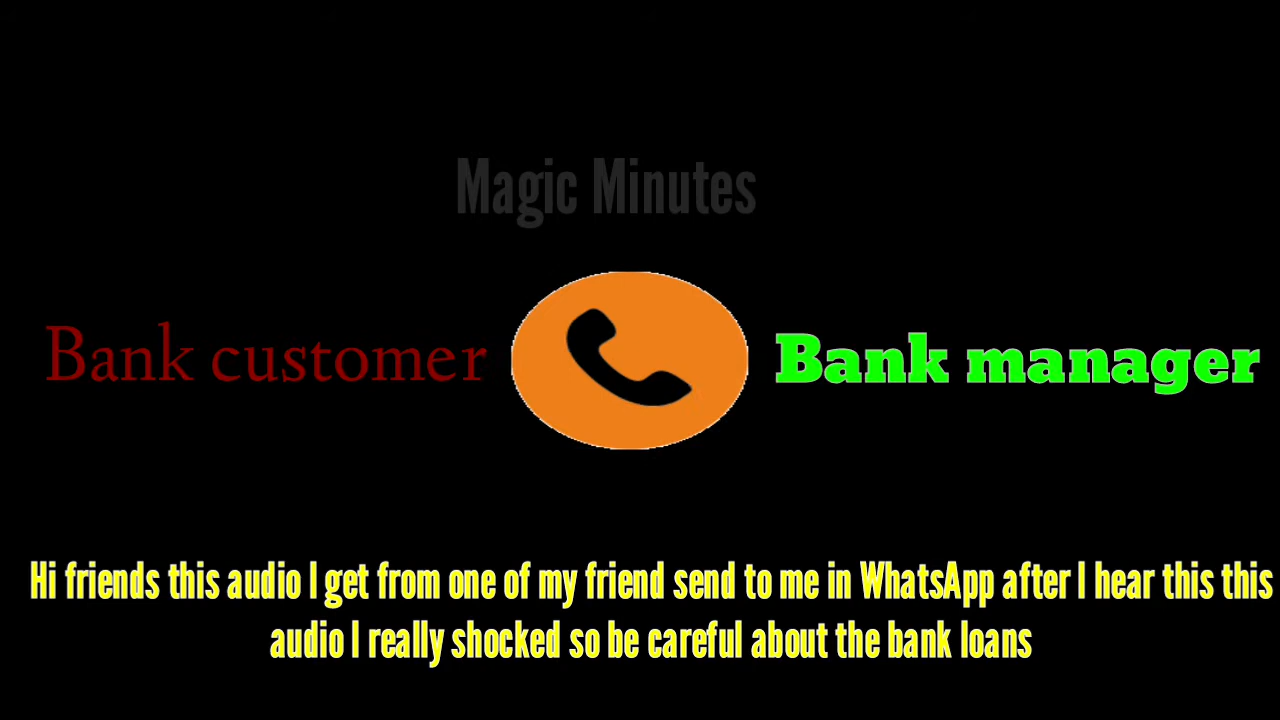 Magic Minutes
Bank customer
Bank manager
Hi friends this audio I get from one of my friend send to me in WhatsApp after I hear this this
audio I really shocked so be careful about the bank loans